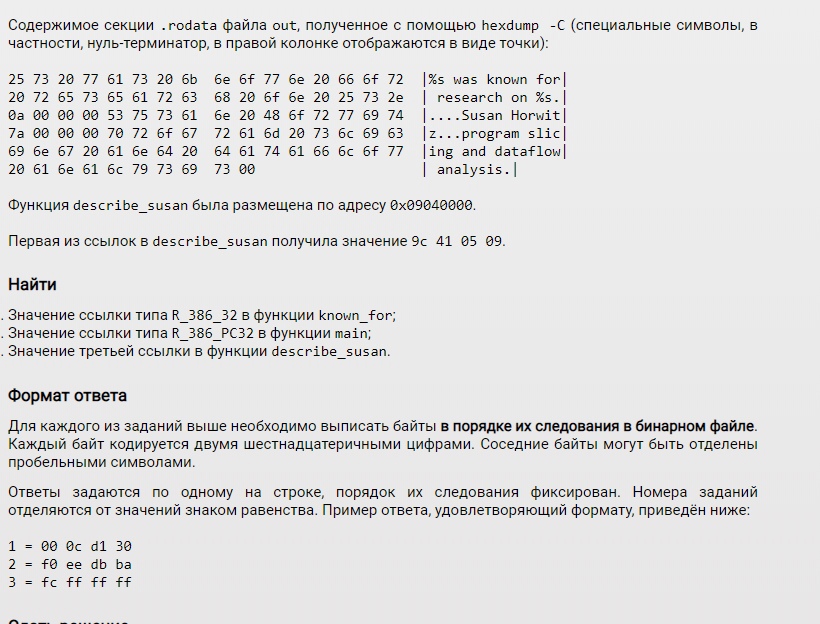 Содержимое секции .rodata файла out, полученное с помощью hexdump -C (специальные символы, в
частности, нуль-терминатор, в правой колонке отображаются в виде точки):
25 73 20 77 61 73 20 6b  6e 6f 77 6e 20 66 6f 72  |%s was known for|
20 72 65 73 65 61 72 63  68 20 6f 6e 20 25 73 2e  | research on %s.|
0a 00 00 00 53 75 73 61  6e 20 48 6f 72 77 69 74  |....Susan Horwit|
7a 00 00 00 70 72 6f 67  72 61 6d 20 73 6c 69 63  |z...program slic|
69 6e 67 20 61 6e 64 20  64 61 74 61 66 6c 6f 77  |ing and dataflow|
20 61 6e 61 6c 79 73 69  73 00                    | analysis.|
Функция describe_susan была размещена по адресу 0x09040000.
Первая из ссылок в describe_susan получила значение 9c 41 05 09.
Найти
. Значение ссылки типа R_386_32 в функции known_for;
. Значение ссылки типа R_386_PC32 в функции main;
. Значение третьей ссылки в функции describe_susan.
Формат ответа
Для каждого из заданий выше необходимо выписать байты в порядке их следования в бинарном файле.
Каждый байт кодируется двумя шестнадцатеричными цифрами. Соседние байты могут быть отделены
пробельными символами.
Ответы задаются по одному на строке, порядок их следования фиксирован. Номера заданий
отделяются от значений знаком равенства. Пример ответа, удовлетворяющий формату, приведён ниже:
1 = 00 0c d1 30
2 = f0 ee db ba
3 = fc ff ff ff